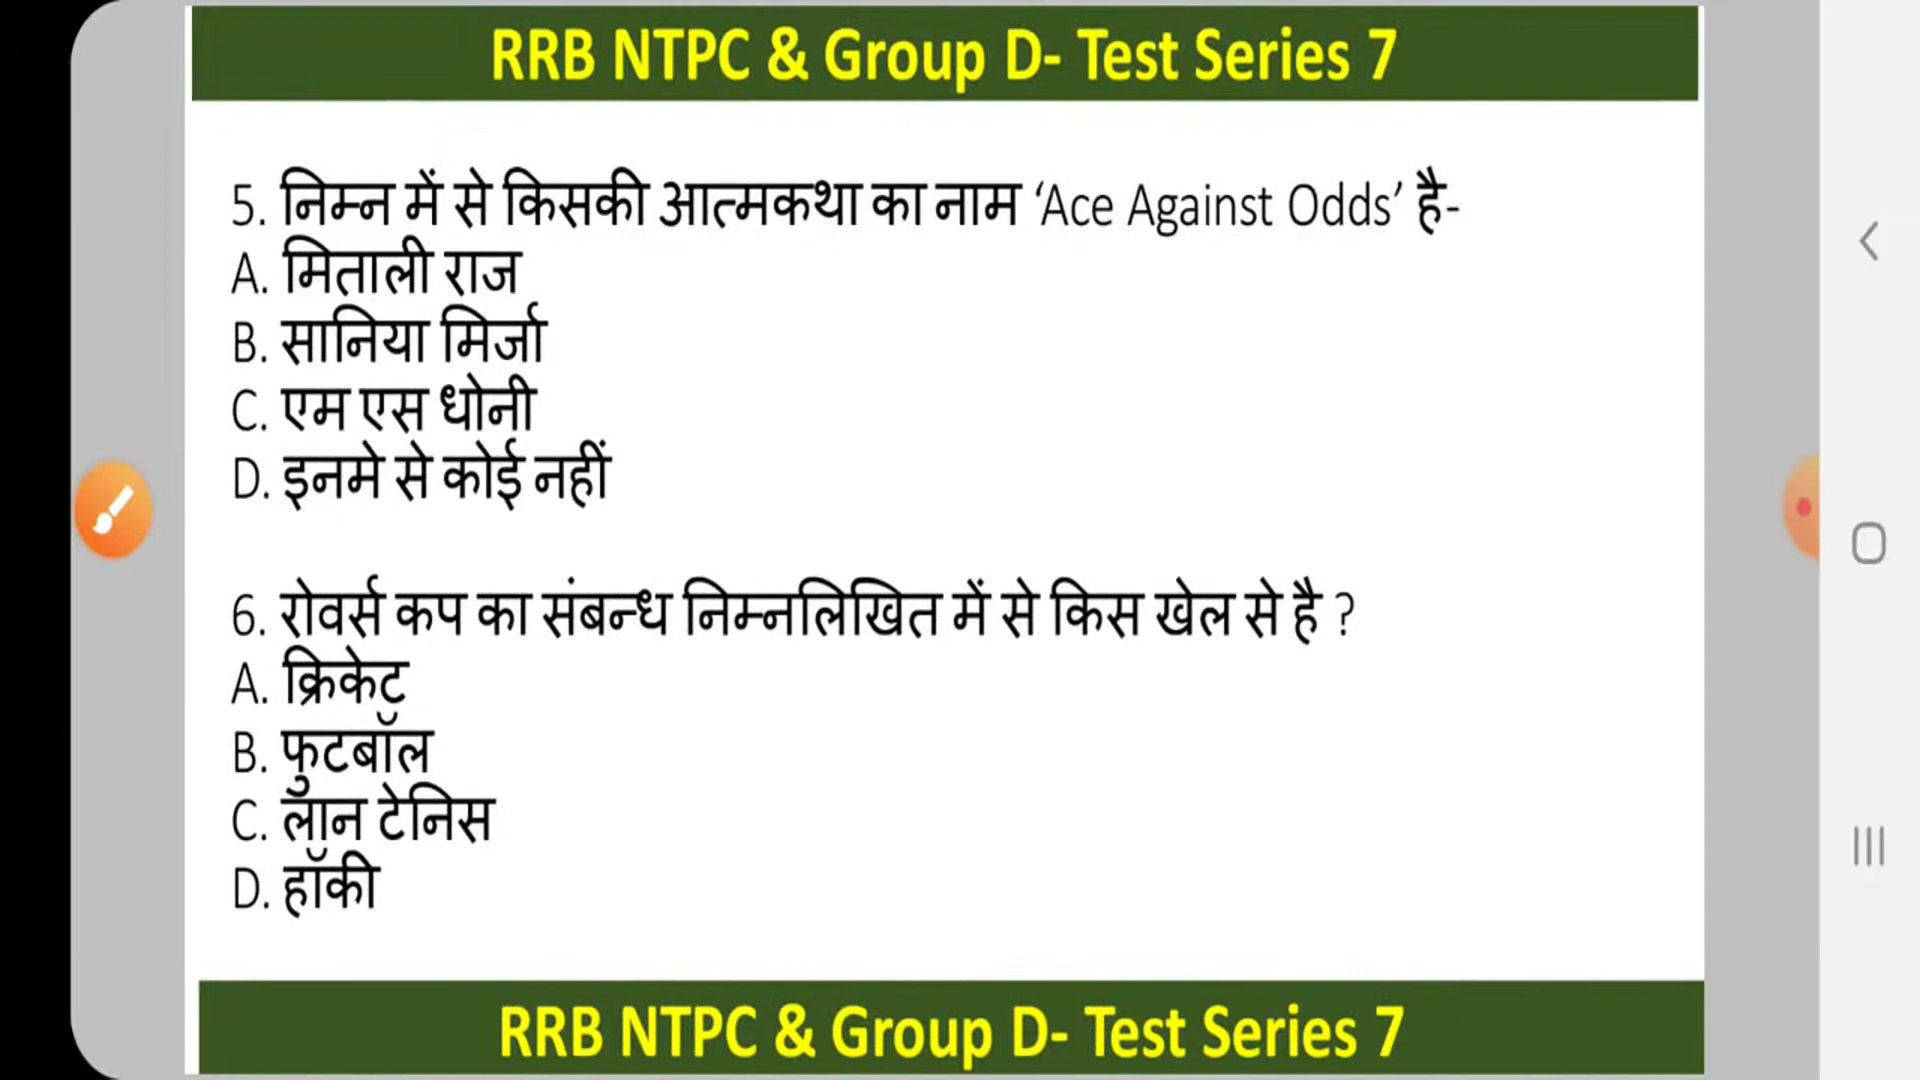 RRB NTPC & Group D- Test Series 7
5. निम्न में से किसकी आत्मकथा का नाम ‘Ace Against Odds’ है-
A. मिताली राज
B. सानिया मिर्जा
C. एम एस धोनी
D. इनमे से कोई नहीं
6. रोवर्स कप का संबन्ध निम्नलिखित में से किस खेल से है ?
A. क्रिकेट
B. फुटबॉल
C. लॉन टेनिस
D. हॉकी
RRB NTPC & Group D- Test Series 7